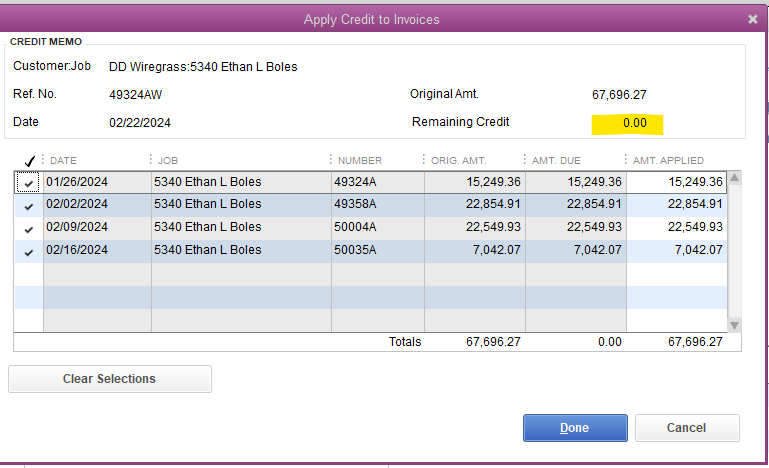 Apply Credit to Invoices
CREDIT MEMO
Customer:Job DD Wiregrass:5340 Ethan L Boles
Ref. No. 49324AW Original Amt. 67,696.27
Date 02/22/2024 Remaining Credit 0.00
✓ DATE JOB NUMBER ORIG. AMT. AMT. DUE AMT. APPLIED
✓ 01/26/2024 5340 Ethan L Boles 49324A 15,249.36 15,249.36 15,249.36
✓ 02/02/2024 5340 Ethan L Boles 49358A 22,854.91 22,854.91 22,854.91
✓ 02/09/2024 5340 Ethan L Boles 50004A 22,549.93 22,549.93 22,549.93
✓ 02/16/2024 5340 Ethan L Boles 50035A 7,042.07 7,042.07 7,042.07
Totals 67,696.27 0.00 67,696.27
Clear Selections
Done Cancel